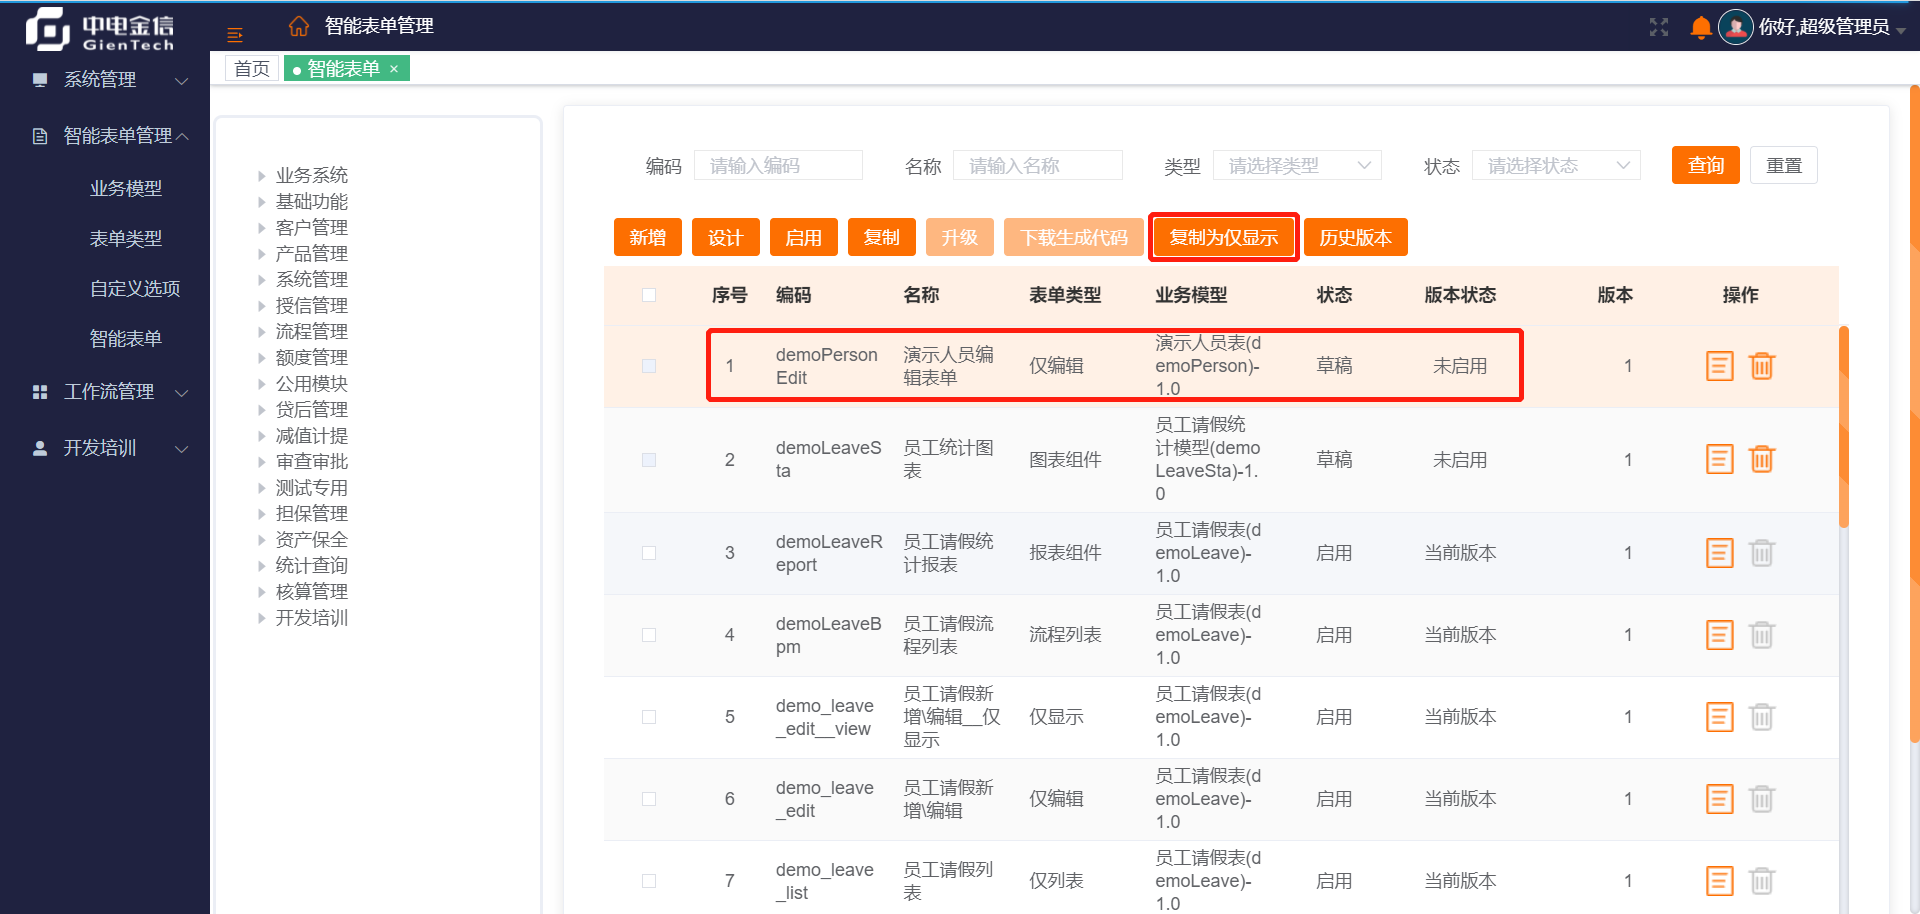 中电金信
GienTech
智能表单管理
你好,超级管理员
首页
智能表单 ×
系统管理
智能表单管理
业务模型
表单类型
自定义选项
智能表单
工作流管理
开发培训
业务系统
基础功能
客户管理
产品管理
系统管理
授信管理
流程管理
额度管理
公用模块
贷后管理
减值计提
审查审批
测试专用
担保管理
资产保全
统计查询
核算管理
开发培训
编码 请输入编码 名称 请输入名称 类型 请选择类型 状态 请选择状态 查询 重置
新增 设计 启用 复制 升级 下载生成代码 复制为仅显示 历史版本
序号 编码 名称 表单类型 业务模型 状态 版本状态 版本 操作
1
demoPerson
Edit
演示人员编
辑表单
仅编辑
演示人员表(d
emoPerson)-
1.0
草稿
未启用
1
2
demoLeaveS
ta
员工统计图
表
图表组件
员工请假统
计模型(demo
LeaveSta)-1.
0
草稿
未启用
1
3
demoLeaveR
eport
员工请假统
计报表
报表组件
员工请假表(d
emoLeave)-
1.0
启用
当前版本
1
4
demoLeaveB
pm
员工请假流
程列表
流程列表
员工请假表(d
emoLeave)-
1.0
启用
当前版本
1
5
demo_leave
_edit__view
员工请假新
增\编辑__仅
显示
仅显示
员工请假表(d
emoLeave)-
1.0
启用
当前版本
1
6
demo_leave
_edit
员工请假新
增\编辑
仅编辑
员工请假表(d
emoLeave)-
1.0
启用
当前版本
1
7
demo_leave
_list
员工请假列
表
仅列表
员工请假表(d
emoLeave)-
1.0
启用
当前版本
1